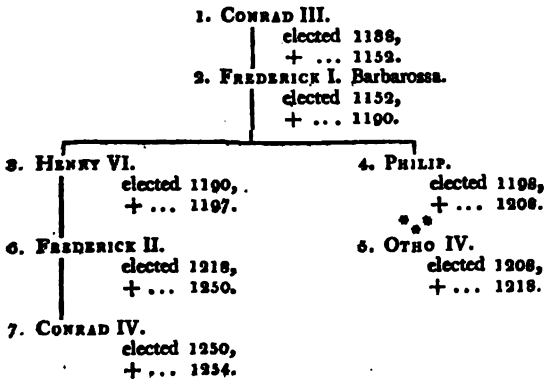 1. CONRAD III.
elected 1138,
+ ... 1152.
2. FREDERICK I. Barbarossa.
elected 1152,
+ ... 1190.
3. HENRY VI.
elected 1190,
+ ... 1197.
4. PHILIP.
elected 1198,
+ ... 1208.
***
6. FREDERICK II.
elected 1218,
+ ... 1250.
5. OTHO IV.
elected 1208,
+ ... 1218.
7. CONRAD IV.
elected 1250,
+ ... 1254.